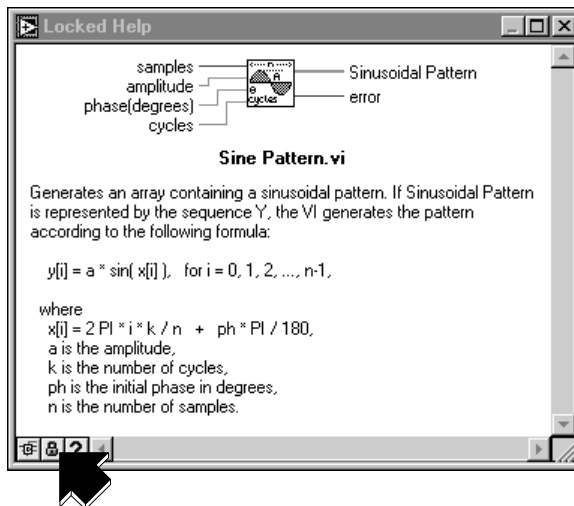 Locked Help
samples
amplitude
phase(degrees)
cycles
n
A
θ
cycles
Sinusoidal Pattern
error
Sine Pattern.vi
Generates an array containing a sinusoidal pattern. If Sinusoidal Pattern
is represented by the sequence Y, the VI generates the pattern
according to the following formula:
y[i] = a * sin( x[i] ), for i = 0, 1, 2, ..., n-1,
where
x[i] = 2 PI * i * k / n + ph * PI / 180,
a is the amplitude,
k is the number of cycles,
ph is the initial phase in degrees,
n is the number of samples.
?